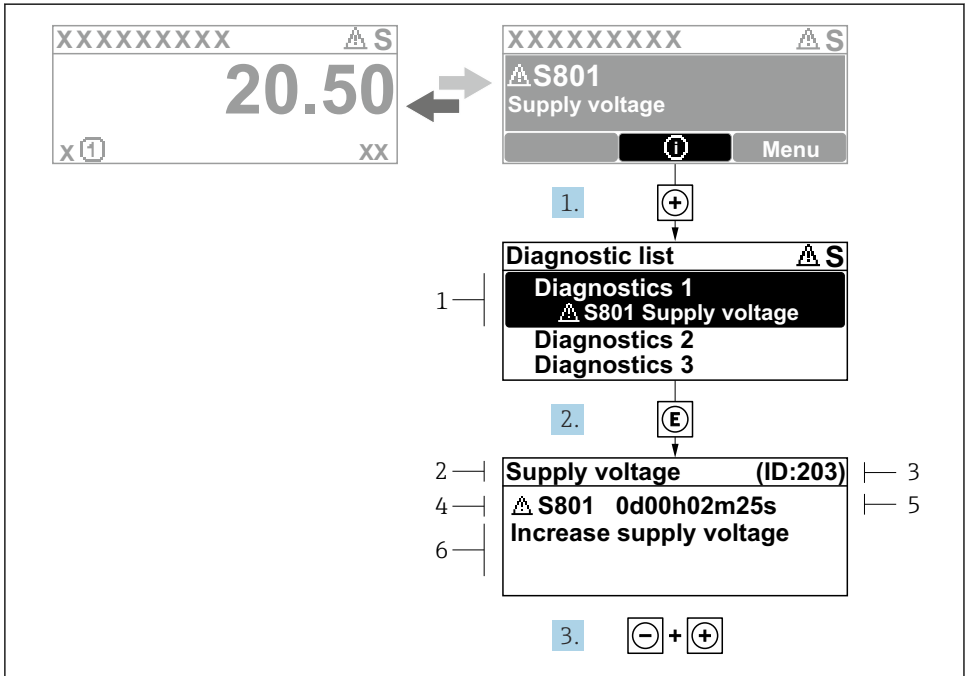 XXXXXXXXX ⚠ S
20.50
x ① xx
XXXXXXXXX ⚠ S
⚠ S801
Supply voltage
ⓘ Menu
1. +
Diagnostic list ⚠ S
1
Diagnostics 1
⚠ S801 Supply voltage
Diagnostics 2
Diagnostics 3
2. E
2 Supply voltage (ID:203) 3
4 ⚠ S801 0d00h02m25s 5
6 Increase supply voltage
3. - + +